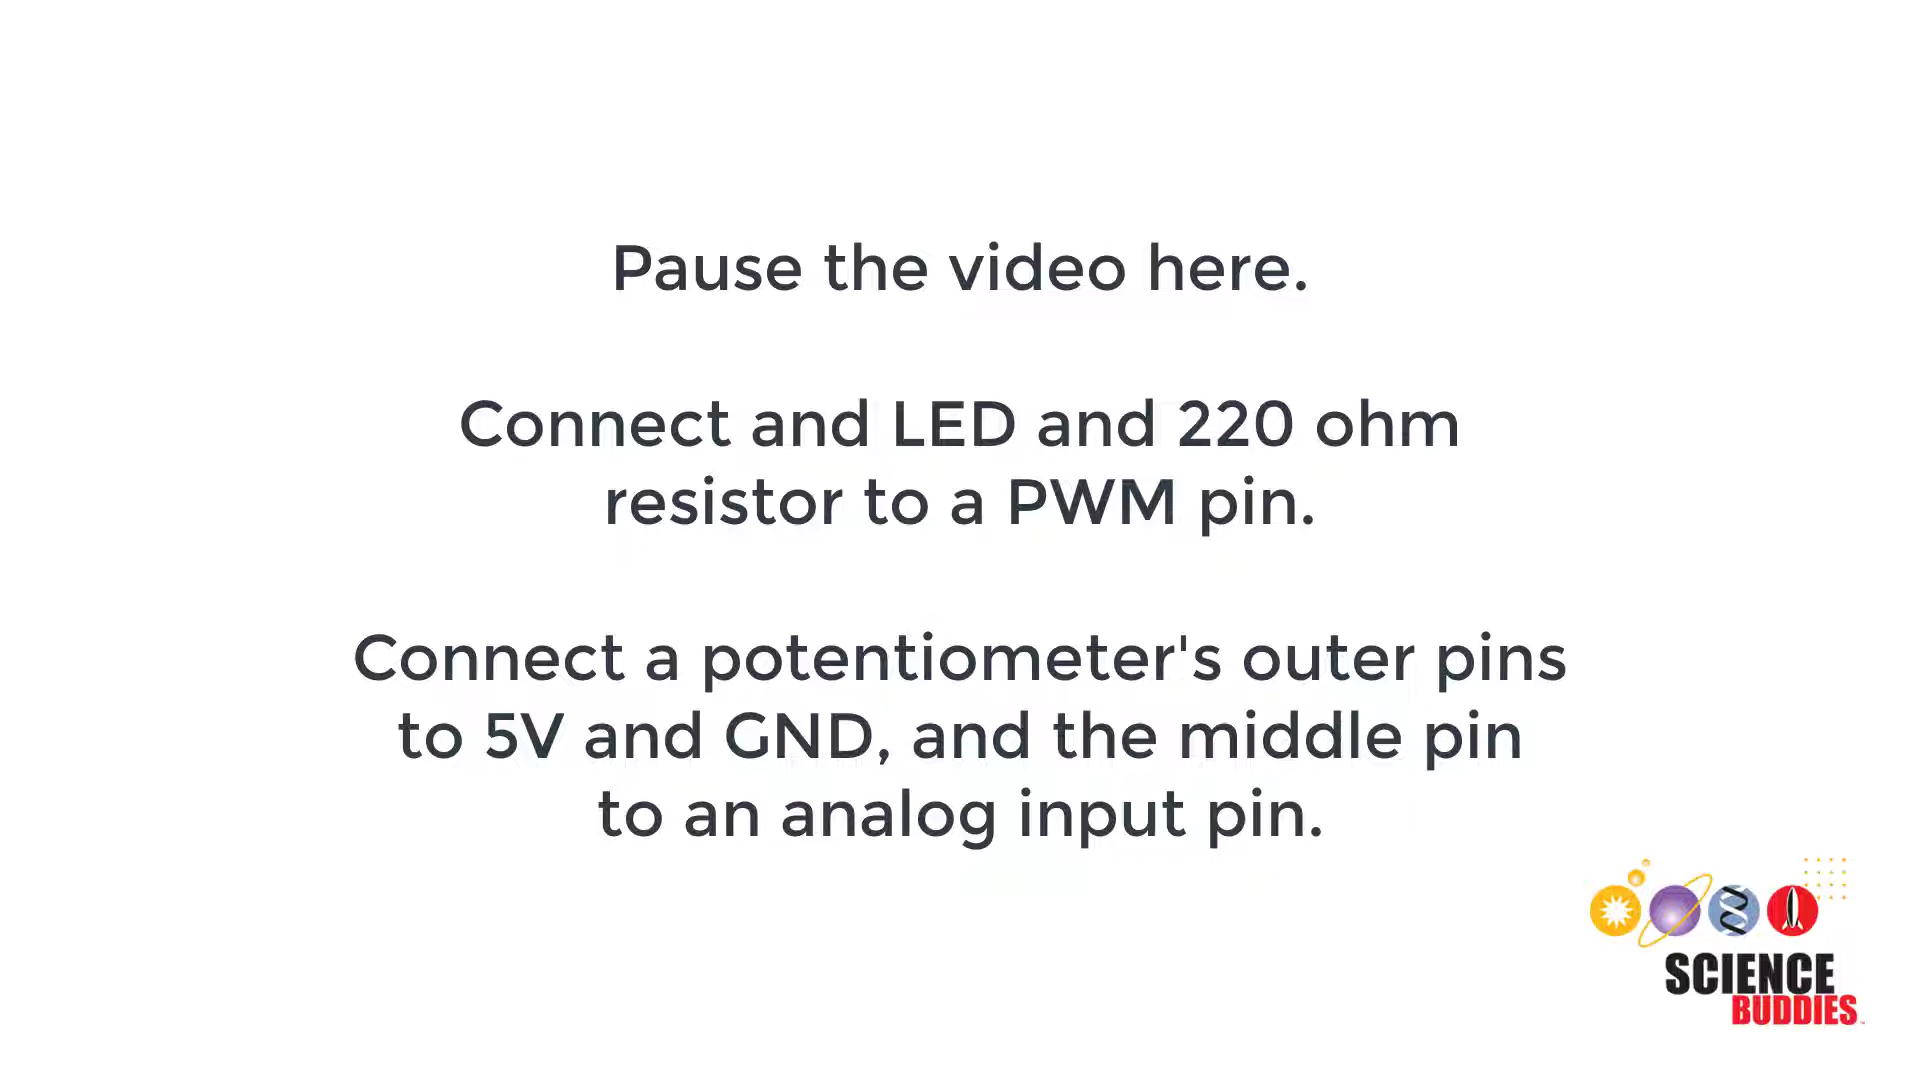 Pause the video here.
Connect and LED and 220 ohm
resistor to a PWM pin.
Connect a potentiometer's outer pins
to 5V and GND, and the middle pin
to an analog input pin.
SCIENCE
BUDDIES